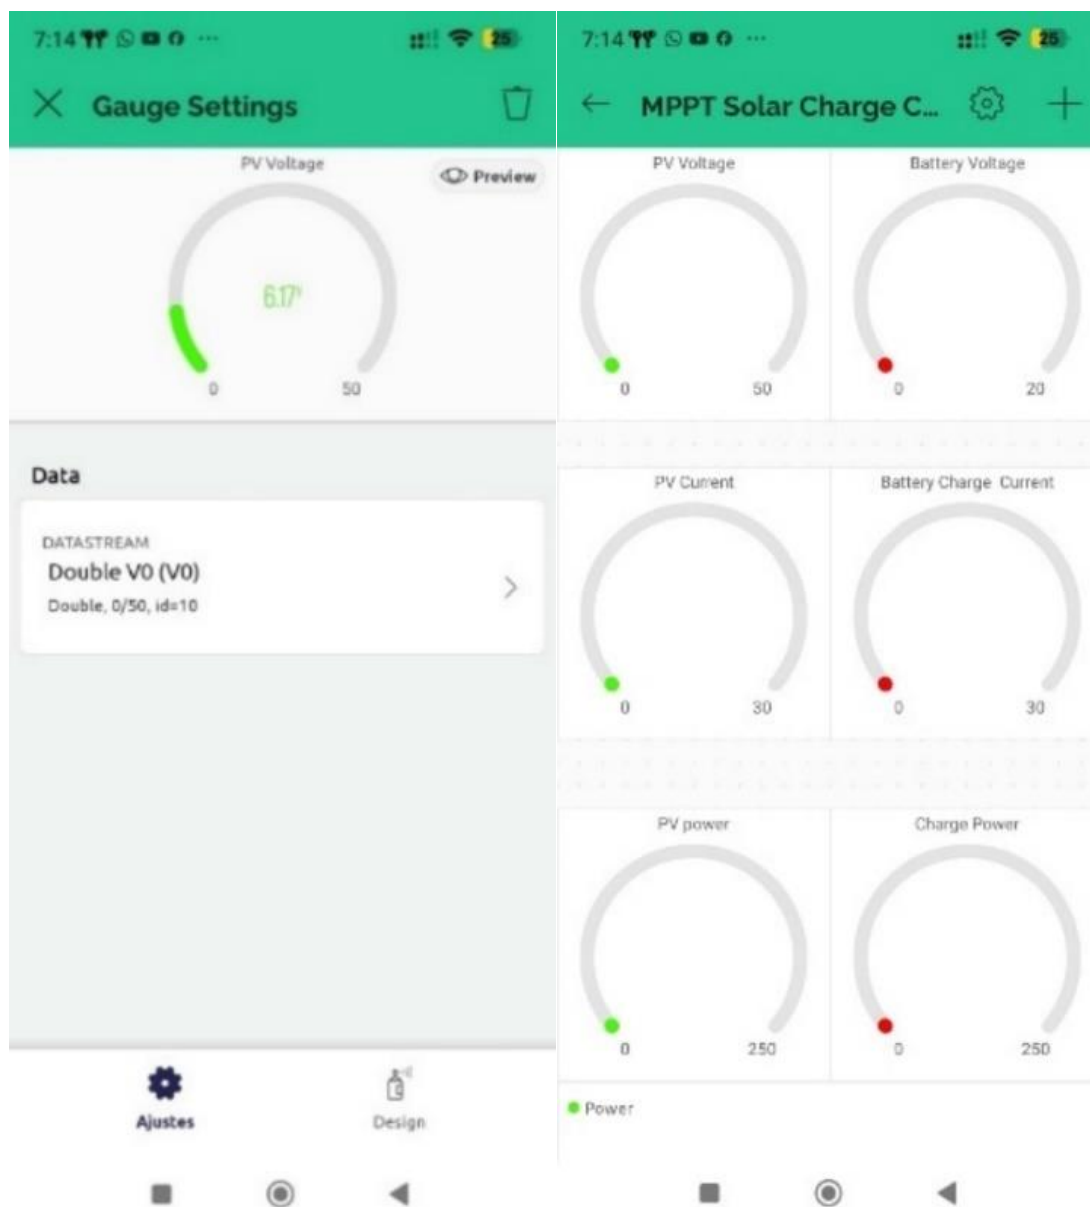 7:14
25
Gauge Settings
PV Voltage
Preview
6.17V
0
50
Data
DATASTREAM
Double V0 (V0)
Double, 0/50, id=10
Ajustes
Design
7:14
25
MPPT Solar Charge C...
PV Voltage
Battery Voltage
0
50
0
20
PV Current
Battery Charge Current
0
30
0
30
PV power
Charge Power
0
250
0
250
Power